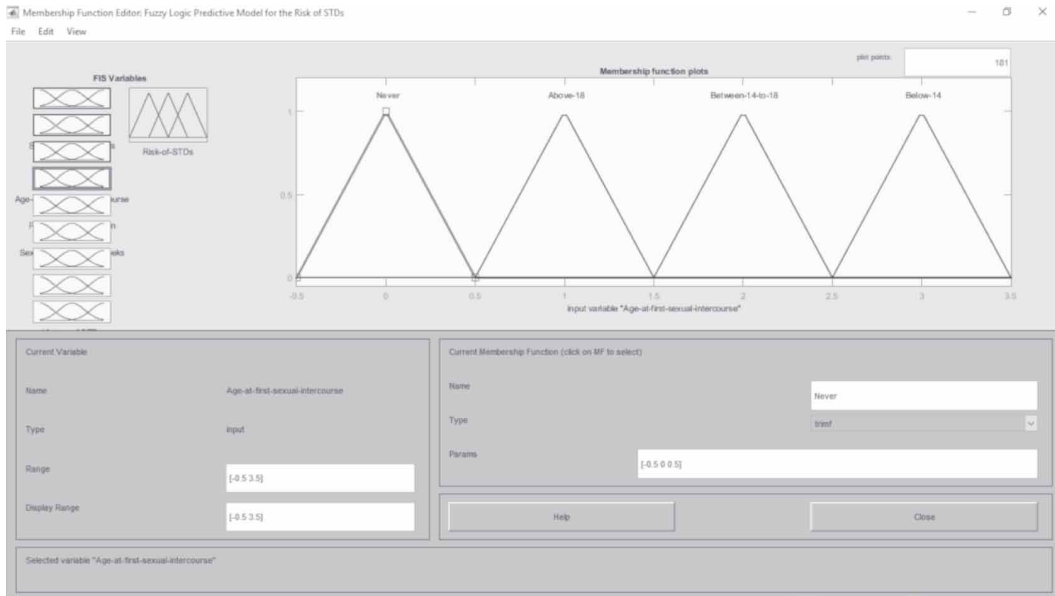 Membership Function Editor: Fuzzy Logic Predictive Model for the Risk of STDs
File Edit View
FIS Variables
Risk-of-STDs
Age-
urse
Sex
eks
plot points:
181
Membership function plots
Never
Above-18
Between-14-to-18
Below-14
1
0.5
0
-0.5 0 0.5 1 1.5 2 2.5 3 3.5
input variable "Age-at-first-sexual-intercourse"
Current Variable
Name Age-at-first-sexual-intercourse
Type input
Range [-0.5 3.5]
Display Range [-0.5 3.5]
Current Membership Function (click on MF to select)
Name Never
Type trimf
Params [-0.5 0 0.5]
Help Close
Selected variable "Age-at-first-sexual-intercourse"